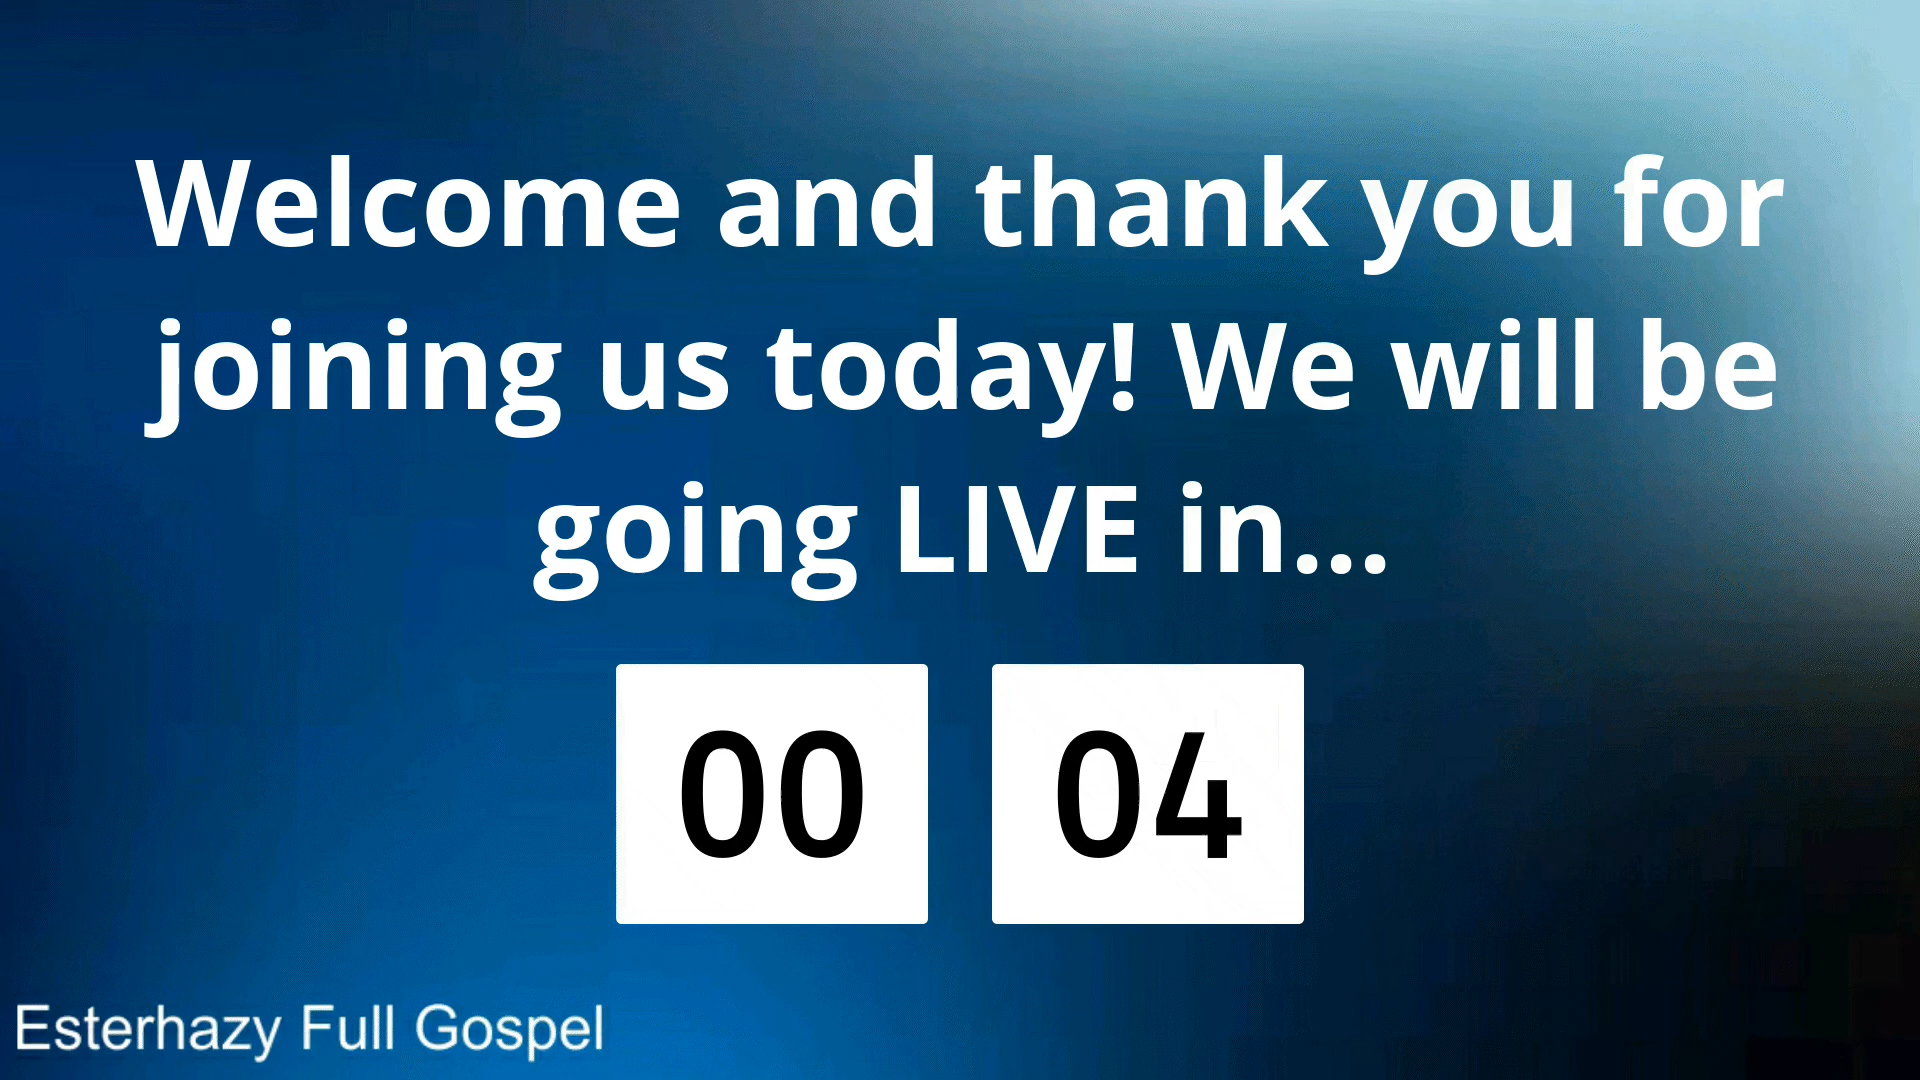 Welcome and thank you for
joining us today! We will be
going LIVE in...
00 04
Esterhazy Full Gospel